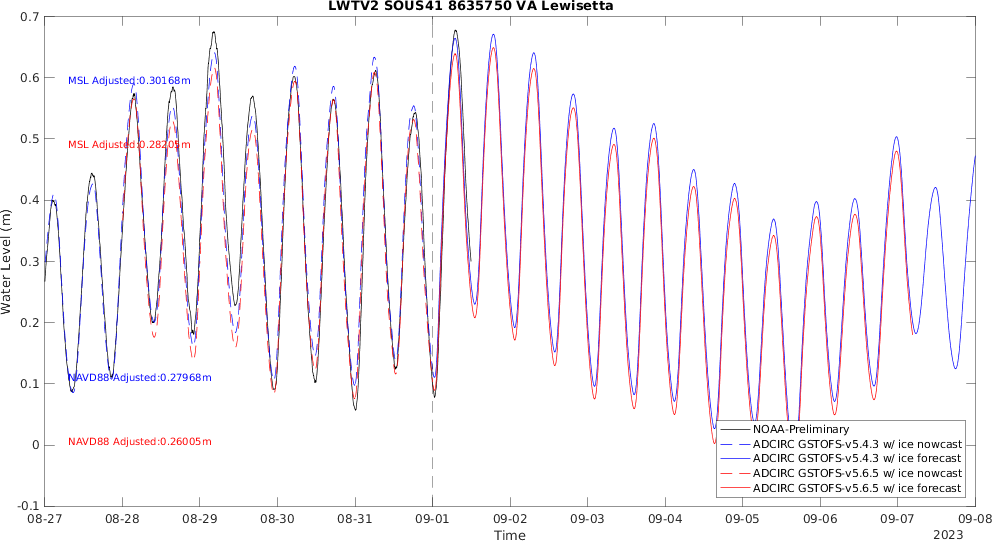 LWTV2 SOUS41 8635750 VA Lewisetta
0.7
0.6
0.5
0.4
0.3
0.2
0.1
0
-0.1
Water Level (m)
MSL Adjusted:0.30168m
MSL Adjusted:0.28205m
NAVD88 Adjusted:0.27968m
NAVD88 Adjusted:0.26005m
NOAA-Preliminary
ADCIRC GSTOFS-v5.4.3 w/ ice nowcast
ADCIRC GSTOFS-v5.4.3 w/ ice forecast
ADCIRC GSTOFS-v5.6.5 w/ ice nowcast
ADCIRC GSTOFS-v5.6.5 w/ ice forecast
08-27 08-28 08-29 08-30 08-31 09-01 09-02 09-03 09-04 09-05 09-06 09-07 09-08
Time
2023